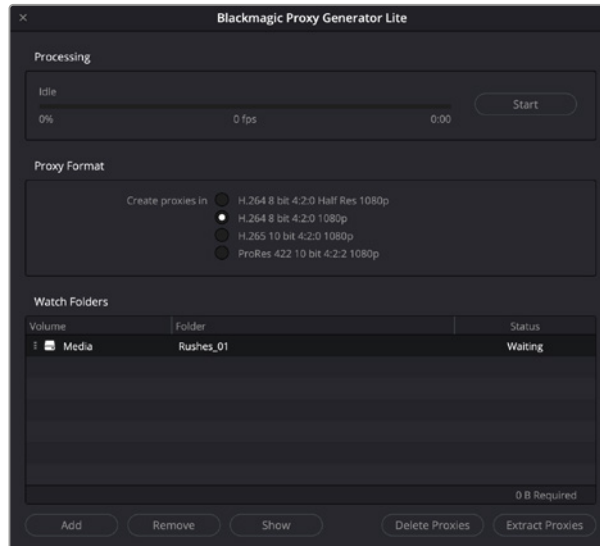 Blackmagic Proxy Generator Lite
Processing
Idle
0% 0 fps 0:00
Start
Proxy Format
Create proxies in H.264 8 bit 4:2:0 Half Res 1080p
H.264 8 bit 4:2:0 1080p
H.265 10 bit 4:2:0 1080p
ProRes 422 10 bit 4:2:2 1080p
Watch Folders
Volume Folder Status
Media Rushes_01 Waiting
0 B Required
Add Remove Show Delete Proxies Extract Proxies